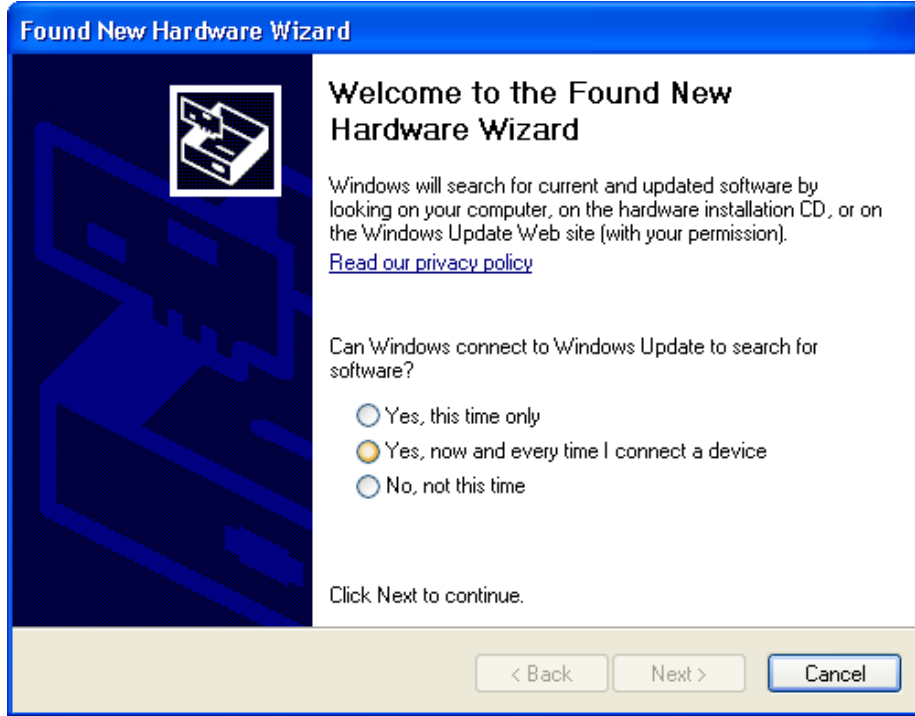 Found New Hardware Wizard
Welcome to the Found New
Hardware Wizard
Windows will search for current and updated software by
looking on your computer, on the hardware installation CD, or on
the Windows Update Web site (with your permission).
Read our privacy policy
Can Windows connect to Windows Update to search for
software?
Yes, this time only
Yes, now and every time I connect a device
No, not this time
Click Next to continue.
< Back Next > Cancel